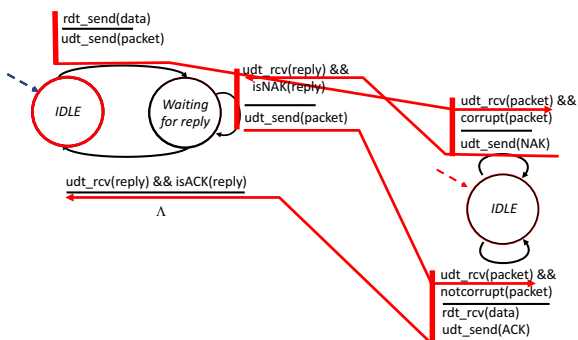 rdt_send(data)
udt_send(packet)
udt_rcv(reply) &&
isNAK(reply)
udt_send(packet)
IDLE
Waiting
for reply
udt_rcv(reply) && isACK(reply)
Λ
udt_rcv(packet) &&
corrupt(packet)
udt_send(NAK)
IDLE
udt_rcv(packet) &&
notcorrupt(packet)
rdt_rcv(data)
udt_send(ACK)